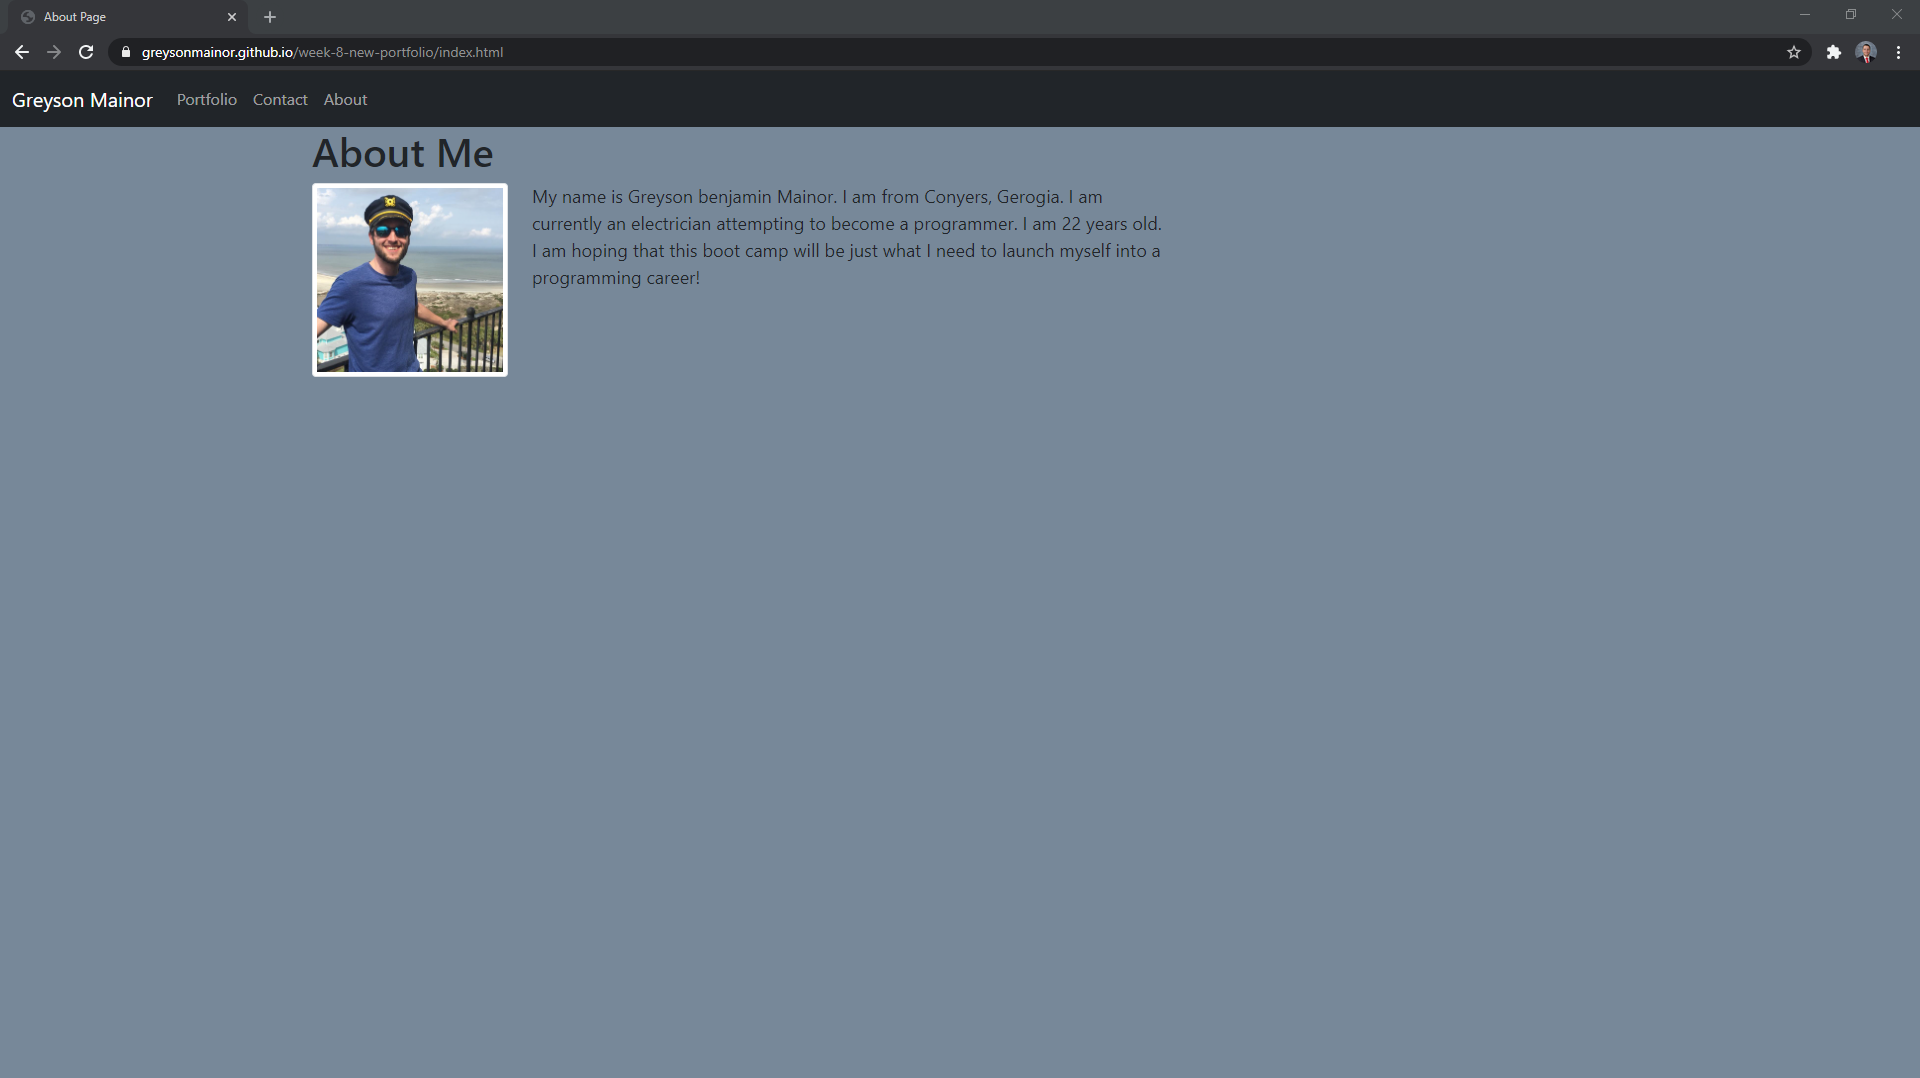 About Page
greysonmainor.github.io/week-8-new-portfolio/index.html
Greyson Mainor Portfolio Contact About
About Me
My name is Greyson benjamin Mainor. I am from Conyers, Gerogia. I am
currently an electrician attempting to become a programmer. I am 22 years old.
I am hoping that this boot camp will be just what I need to launch myself into a
programming career!